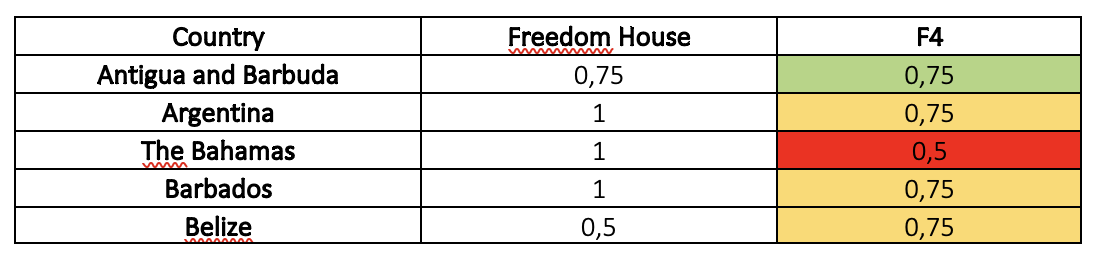 Country Freedom House F4
Antigua and Barbuda 0,75 0,75
Argentina 1 0,75
The Bahamas 1 0,5
Barbados 1 0,75
Belize 0,5 0,75